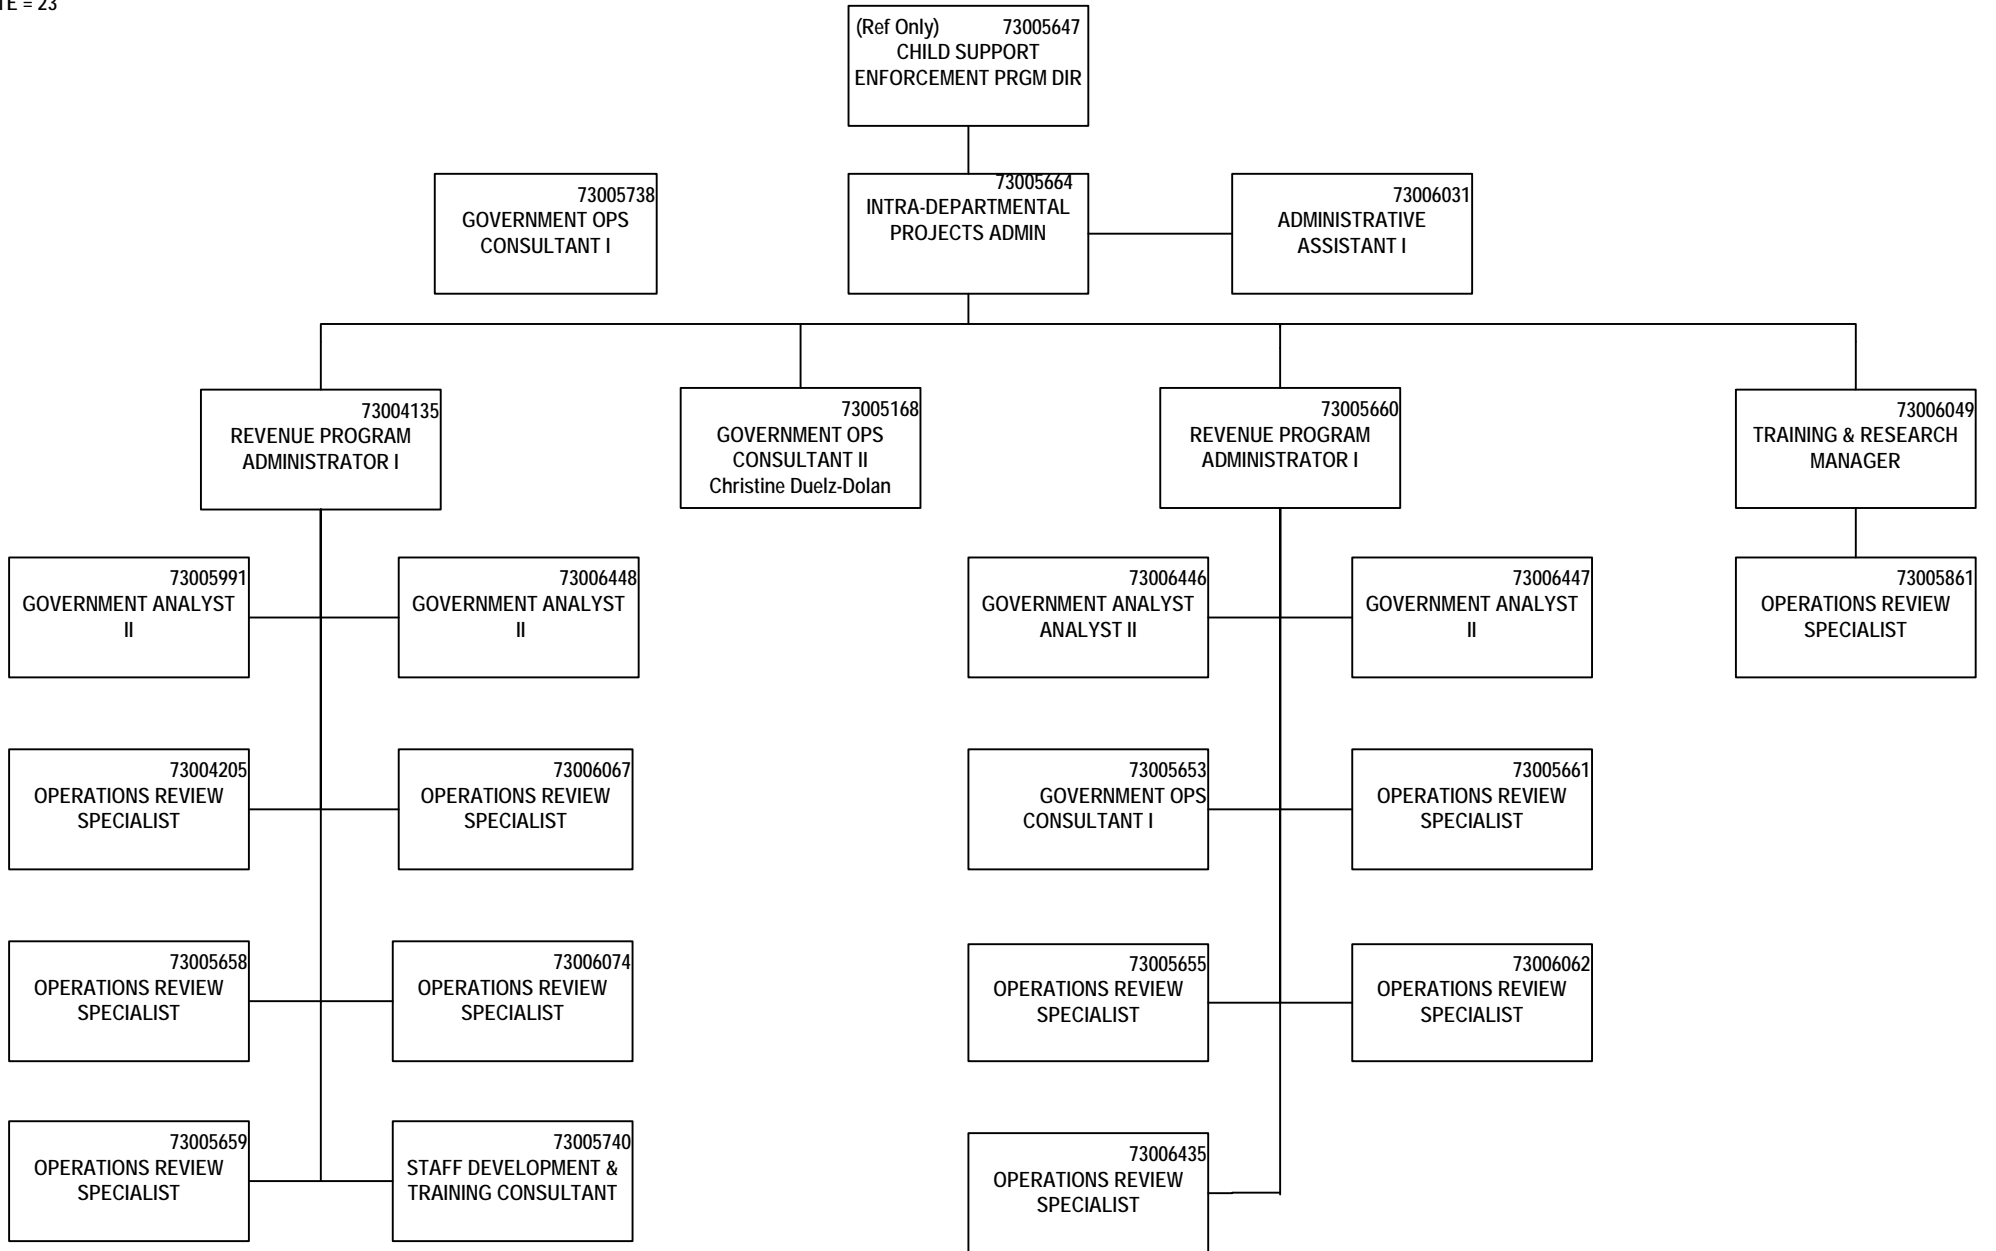 TE = 23
(Ref Only) 73005647
CHILD SUPPORT
ENFORCEMENT PRGM DIR
73005738
GOVERNMENT OPS
CONSULTANT I
73005664
INTRA-DEPARTMENTAL
PROJECTS ADMIN
73006031
ADMINISTRATIVE
ASSISTANT I
73004135
REVENUE PROGRAM
ADMINISTRATOR I
73005168
GOVERNMENT OPS
CONSULTANT II
Christine Duelz-Dolan
73005660
REVENUE PROGRAM
ADMINISTRATOR I
73006049
TRAINING & RESEARCH
MANAGER
73005991
GOVERNMENT ANALYST
II
73006448
GOVERNMENT ANALYST
II
73006446
GOVERNMENT ANALYST
ANALYST II
73006447
GOVERNMENT ANALYST
II
73005861
OPERATIONS REVIEW
SPECIALIST
73004205
OPERATIONS REVIEW
SPECIALIST
73006067
OPERATIONS REVIEW
SPECIALIST
73005653
GOVERNMENT OPS
CONSULTANT I
73005661
OPERATIONS REVIEW
SPECIALIST
73005658
OPERATIONS REVIEW
SPECIALIST
73006074
OPERATIONS REVIEW
SPECIALIST
73005655
OPERATIONS REVIEW
SPECIALIST
73006062
OPERATIONS REVIEW
SPECIALIST
73005659
OPERATIONS REVIEW
SPECIALIST
73005740
STAFF DEVELOPMENT &
TRAINING CONSULTANT
73006435
OPERATIONS REVIEW
SPECIALIST